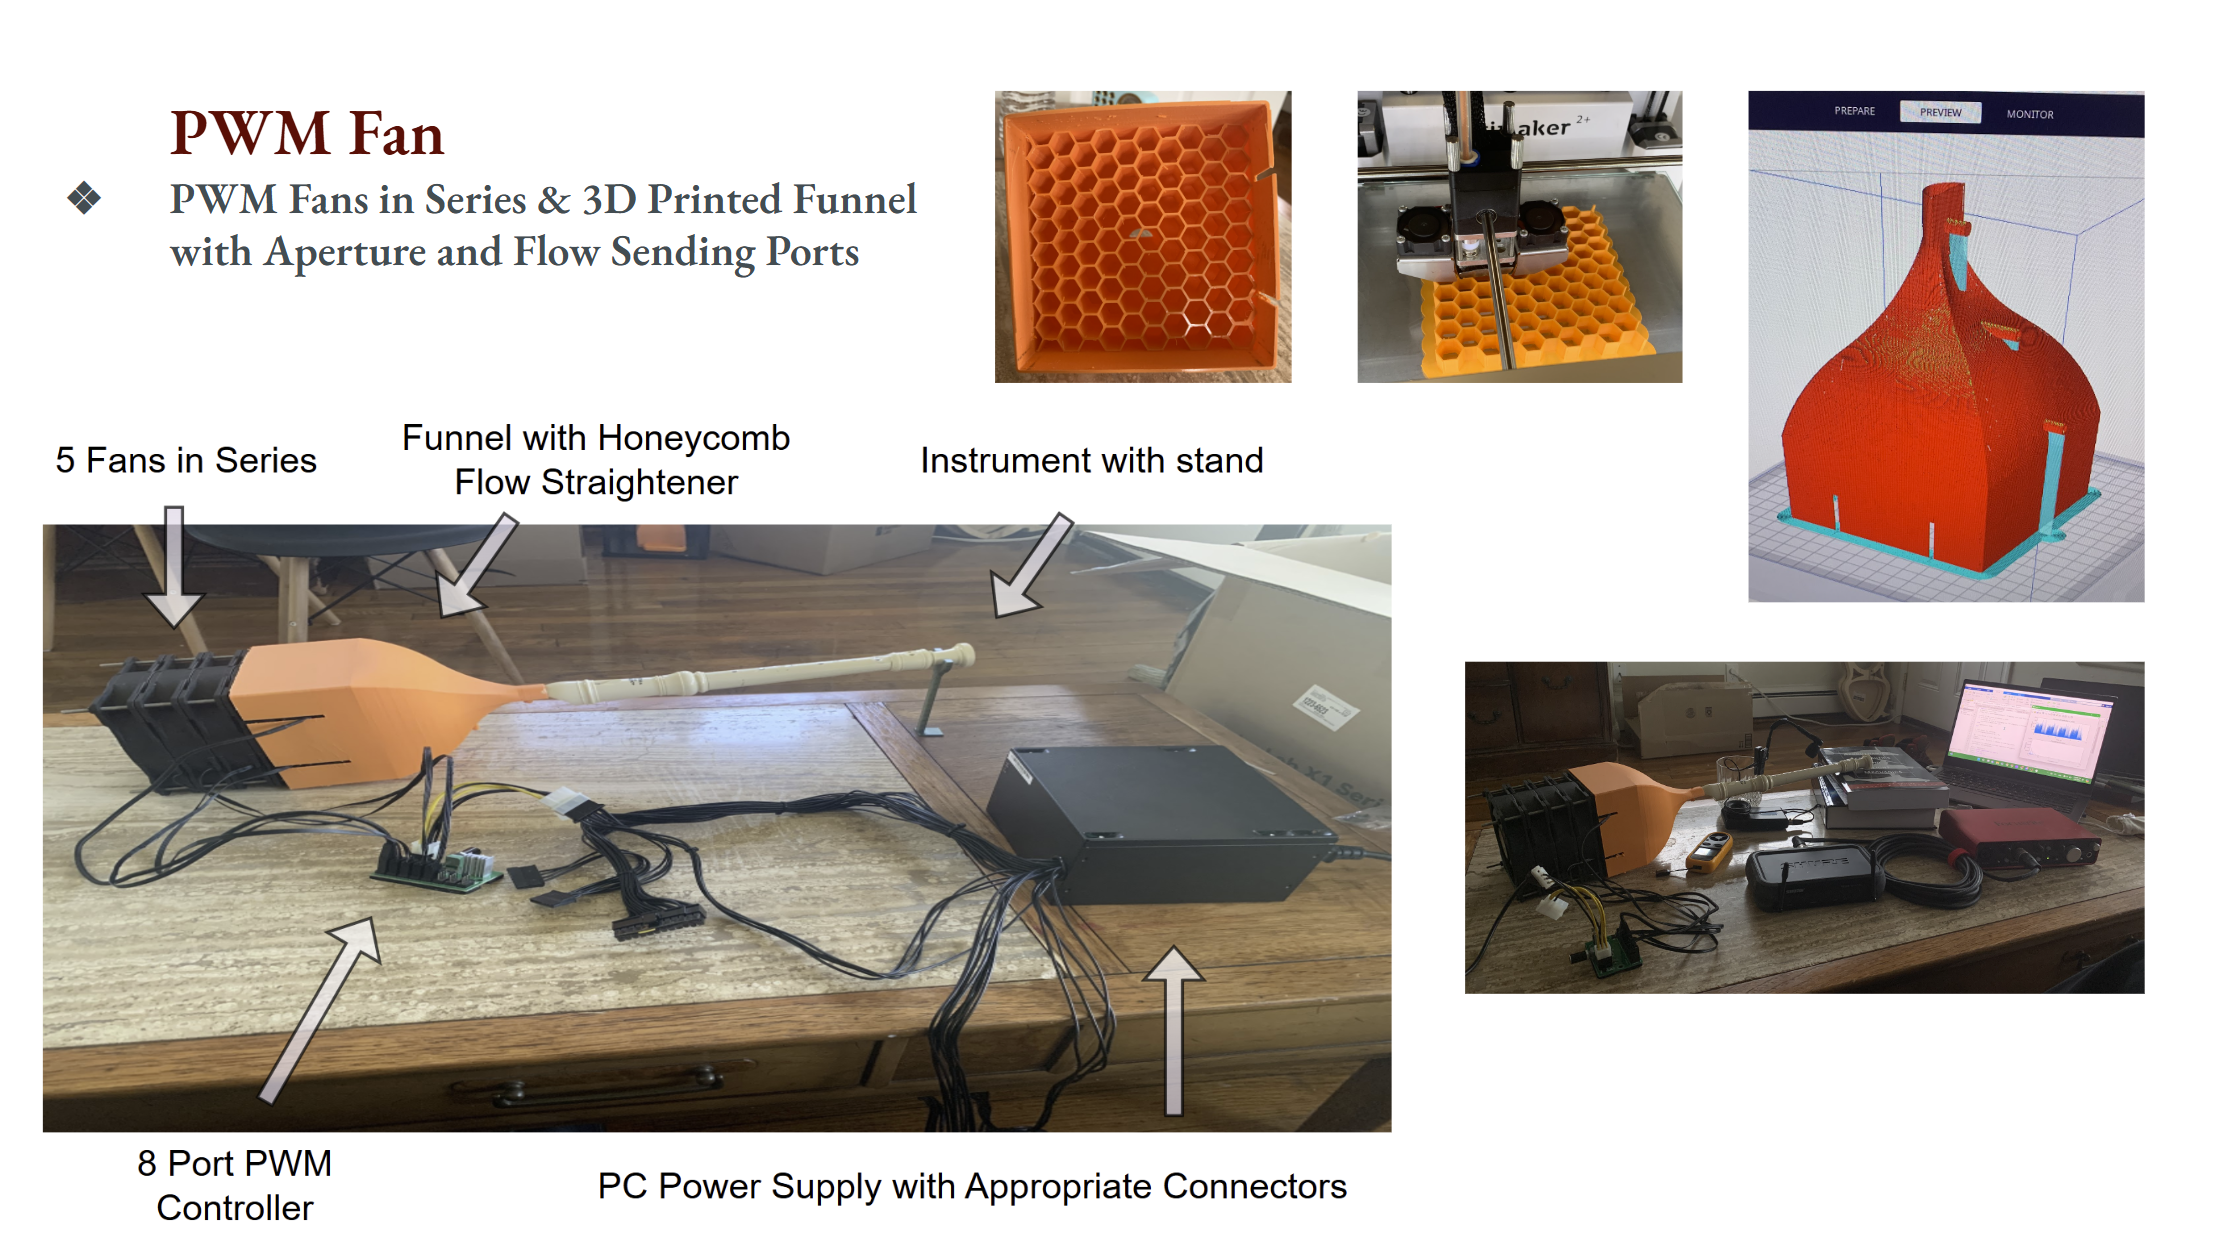 PWM Fan
❖ PWM Fans in Series & 3D Printed Funnel
with Aperture and Flow Sending Ports
aker 2+
PREPARE PREVIEW MONITOR
5 Fans in Series
Funnel with Honeycomb
Flow Straightener
Instrument with stand
8 Port PWM
Controller
PC Power Supply with Appropriate Connectors